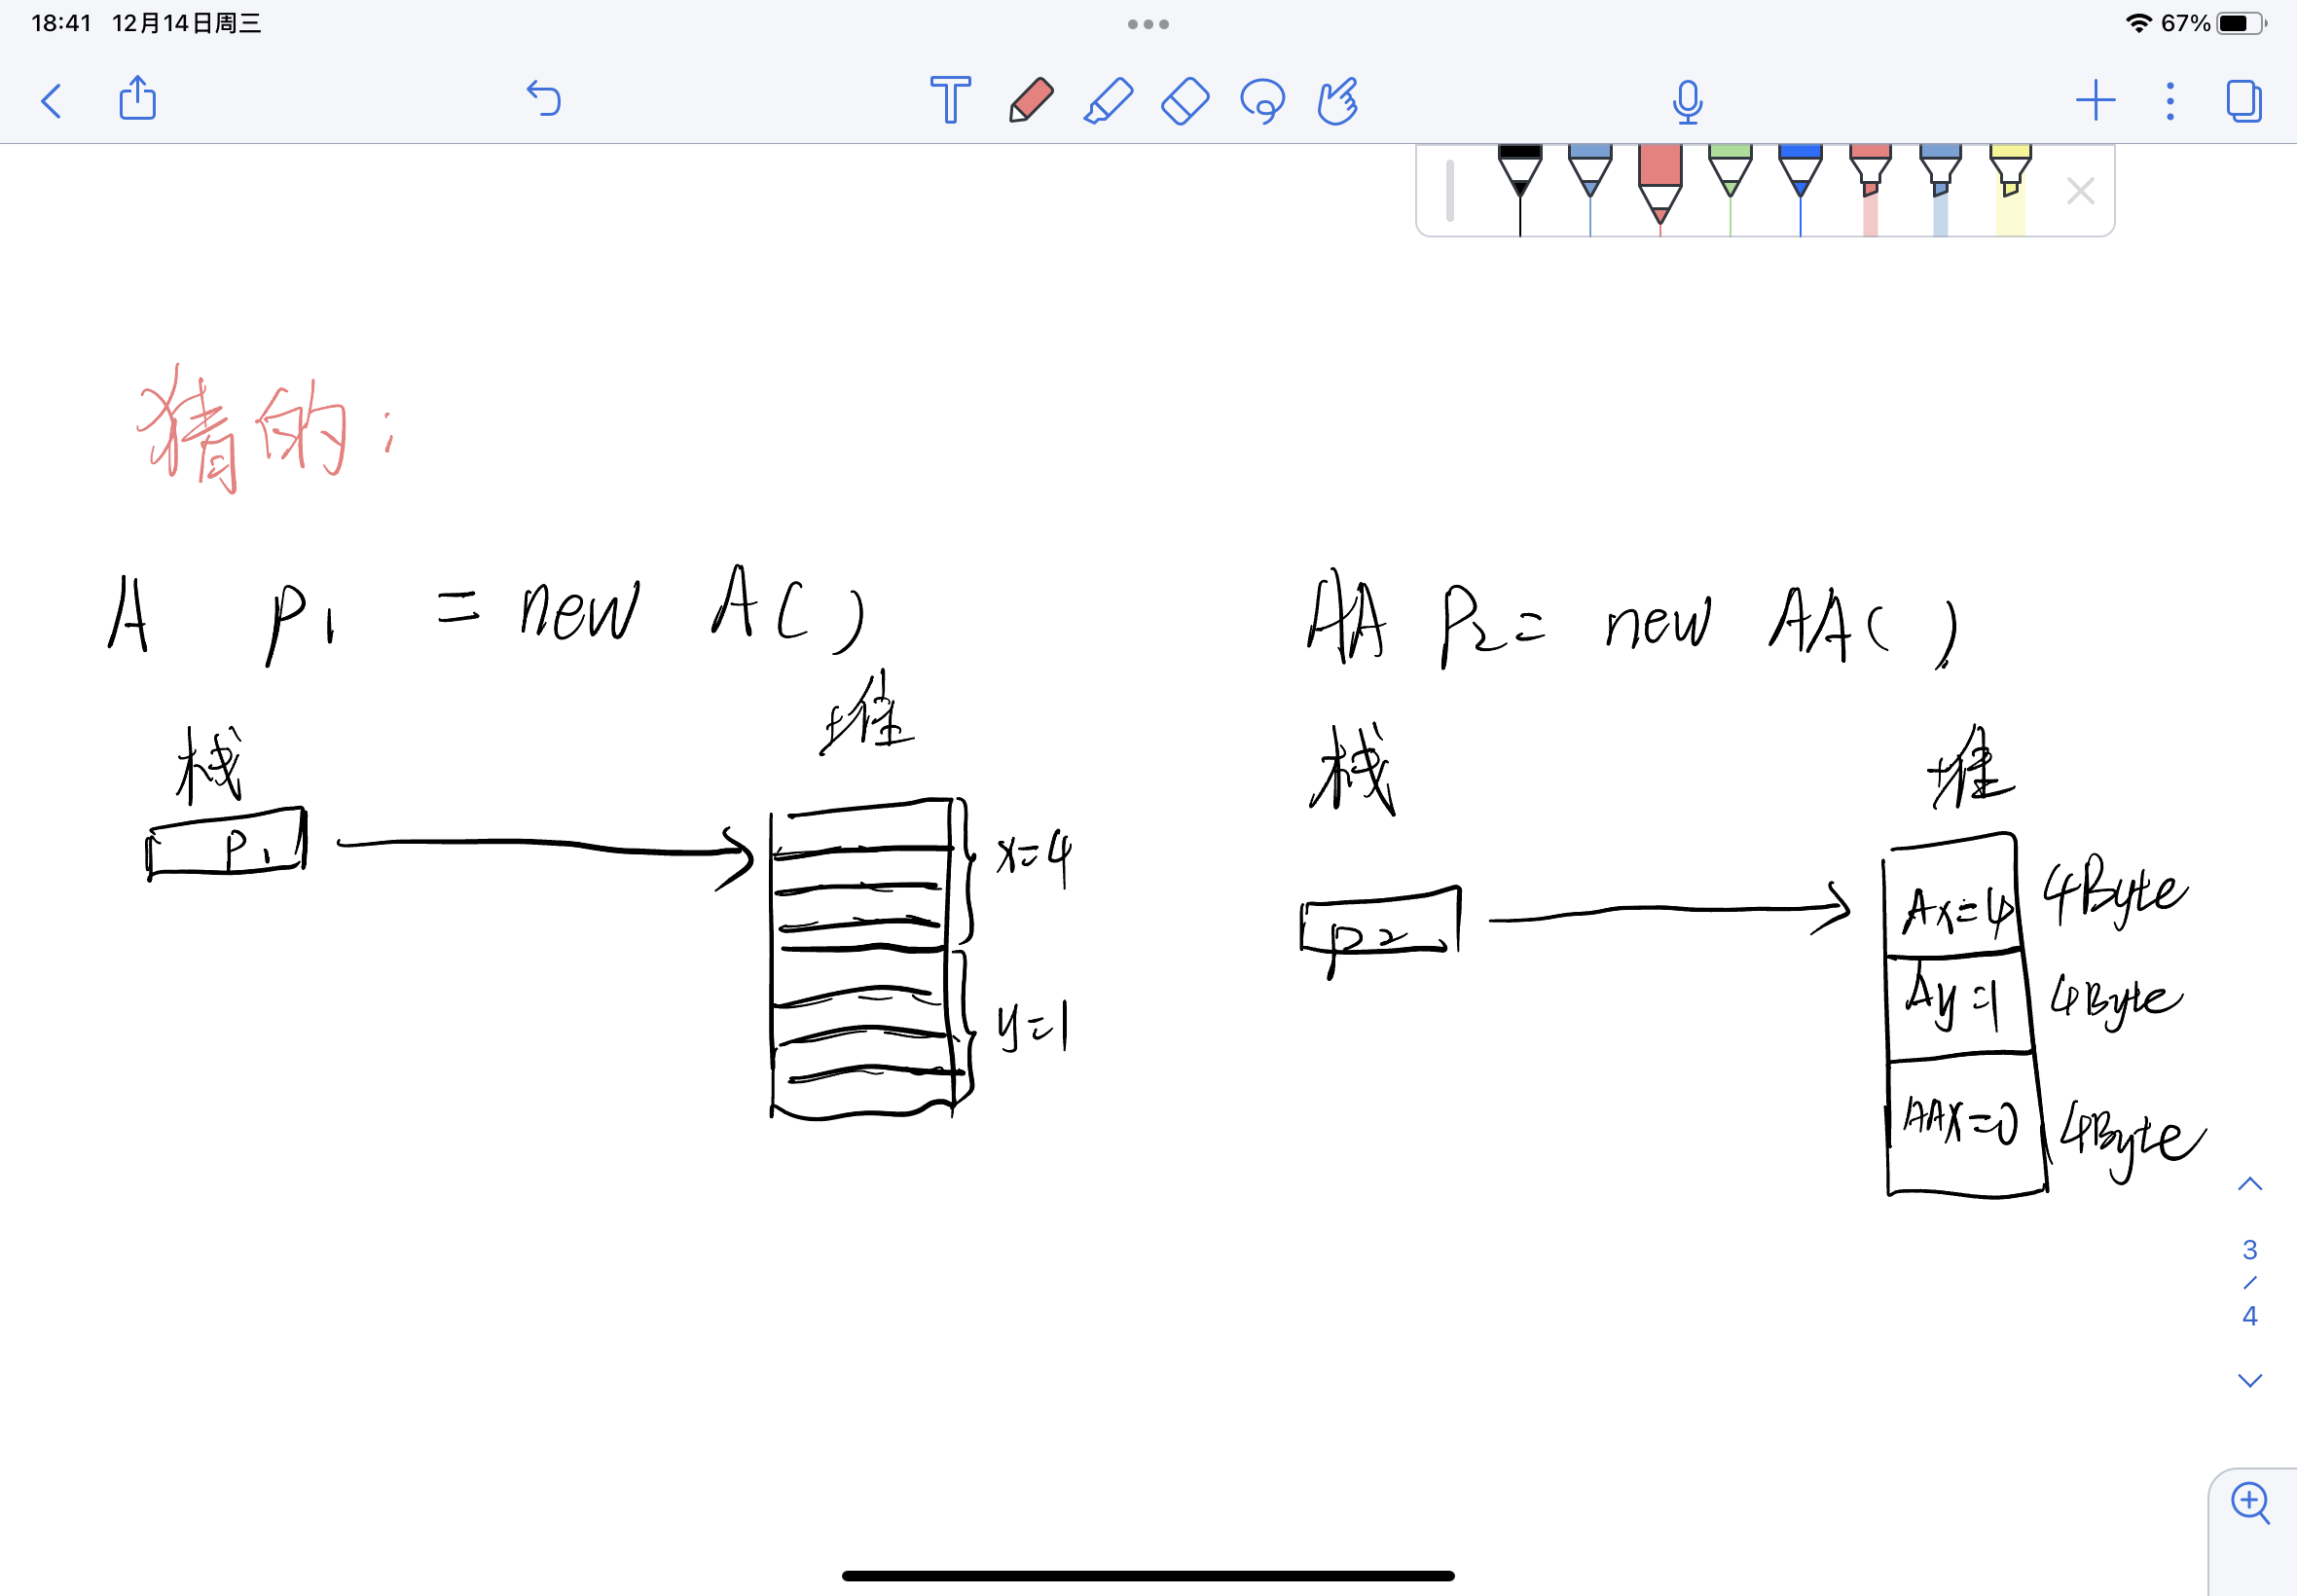 18:41 12月14日周三
67%
T
猜的:
A P1 = new A()
AA P2 = new AA()
堆
栈
栈
堆
P1
x=4
y=1
P2
Ax=4 4Byte
Ay=1 4Byte
AAX=0 4Byte
3
/
4